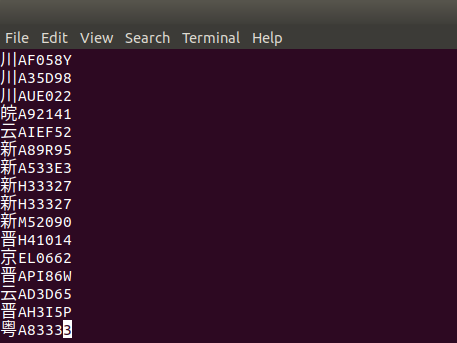 File Edit View Search Terminal Help
川AF058Y
川A35D98
川AUE022
皖A92141
云AIEF52
新A89R95
新A533E3
新H33327
新H33327
新M52090
晋H41014
京EL0662
晋API86W
云AD3D65
晋AH3I5P
粤A83333